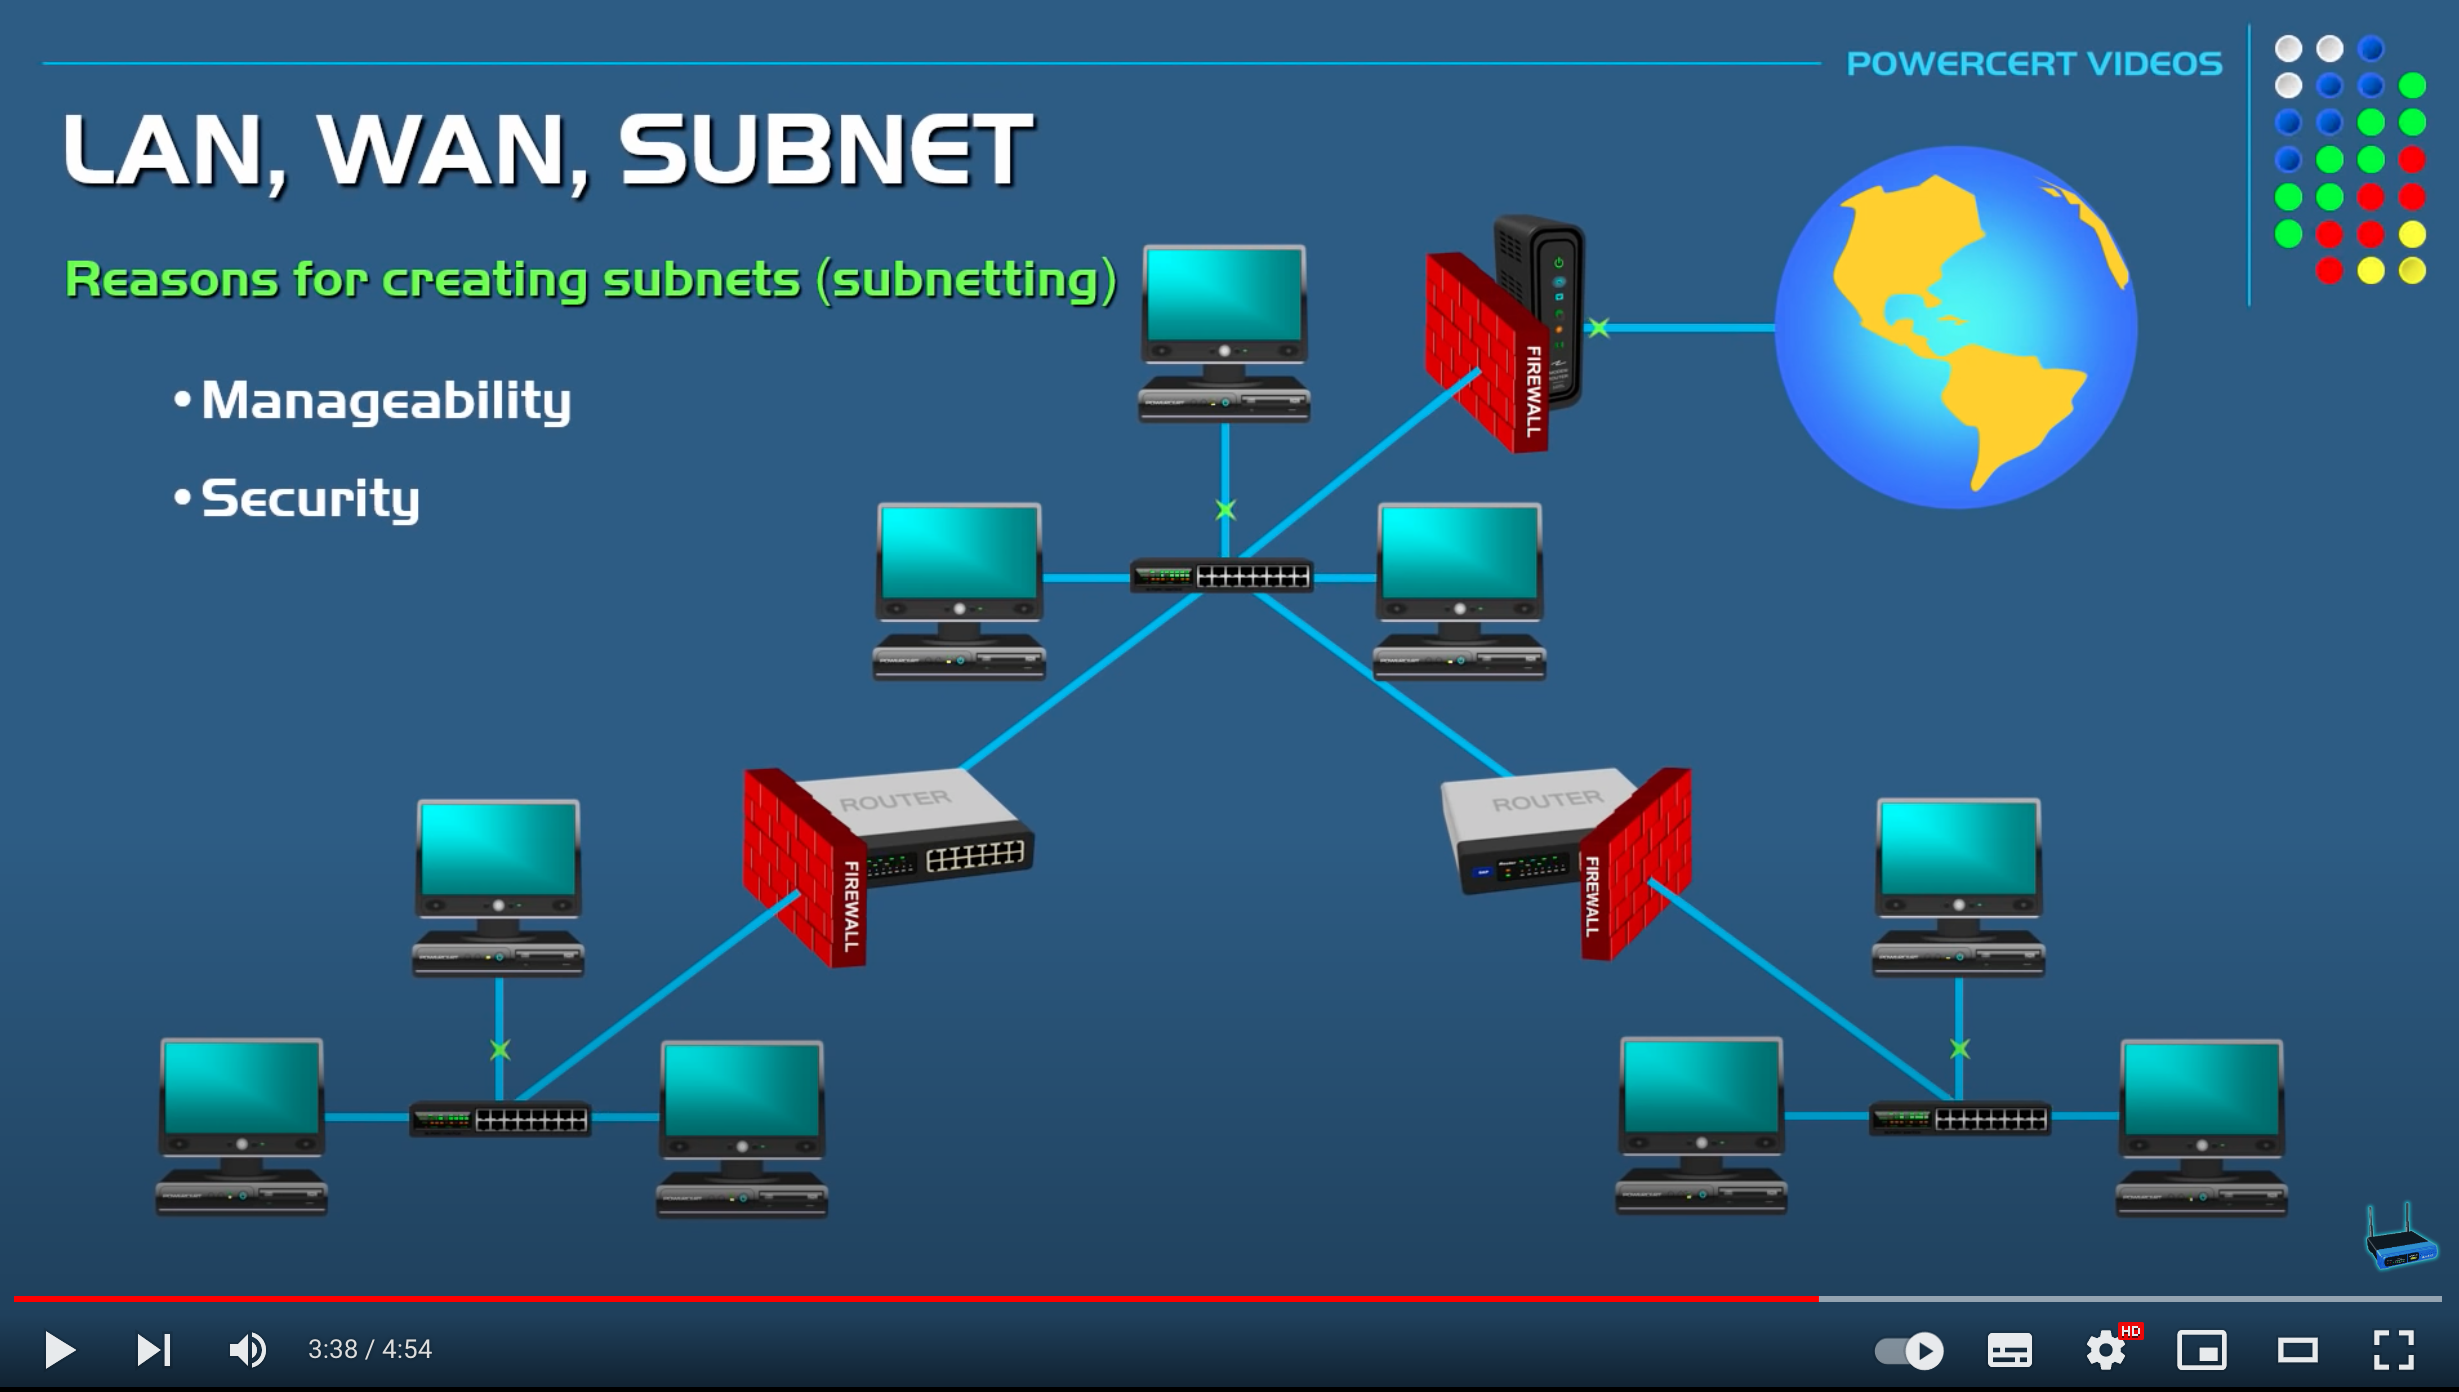 POWERCERT VIDEOS
LAN, WAN, SUBNET
Reasons for creating subnets (subnetting)
• Manageability
• Security
FIREWALL
ROUTER
FIREWALL
ROUTER
FIREWALL
3:38 / 4:54
HD